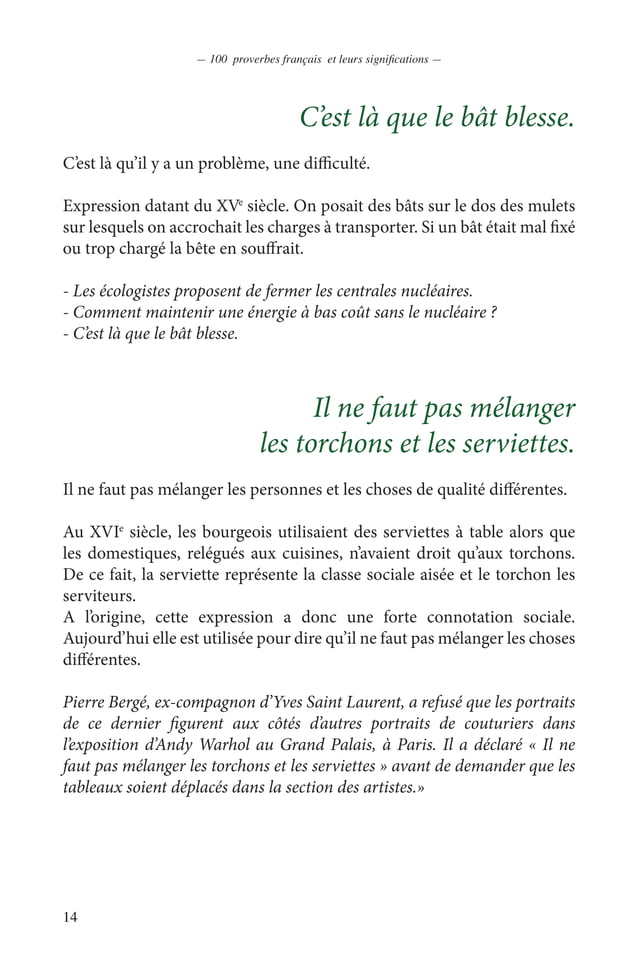 — 100 proverbes français et leurs significations —
C’est là que le bât blesse.
C’est là qu’il y a un problème, une difficulté.
Expression datant du XVe siècle. On posait des bâts sur le dos des mulets
sur lesquels on accrochait les charges à transporter. Si un bât était mal fixé
ou trop chargé la bête en souffrait.
- Les écologistes proposent de fermer les centrales nucléaires.
- Comment maintenir une énergie à bas coût sans le nucléaire ?
- C’est là que le bât blesse.
Il ne faut pas mélanger
les torchons et les serviettes.
Il ne faut pas mélanger les personnes et les choses de qualité différentes.
Au XVIe siècle, les bourgeois utilisaient des serviettes à table alors que
les domestiques, relégués aux cuisines, n’avaient droit qu’aux torchons.
De ce fait, la serviette représente la classe sociale aisée et le torchon les
serviteurs.
A l’origine, cette expression a donc une forte connotation sociale.
Aujourd’hui elle est utilisée pour dire qu’il ne faut pas mélanger les choses
différentes.
Pierre Bergé, ex-compagnon d’Yves Saint Laurent, a refusé que les portraits
de ce dernier figurent aux côtés d’autres portraits de couturiers dans
l’exposition d’Andy Warhol au Grand Palais, à Paris. Il a déclaré « Il ne
faut pas mélanger les torchons et les serviettes » avant de demander que les
tableaux soient déplacés dans la section des artistes.»
14